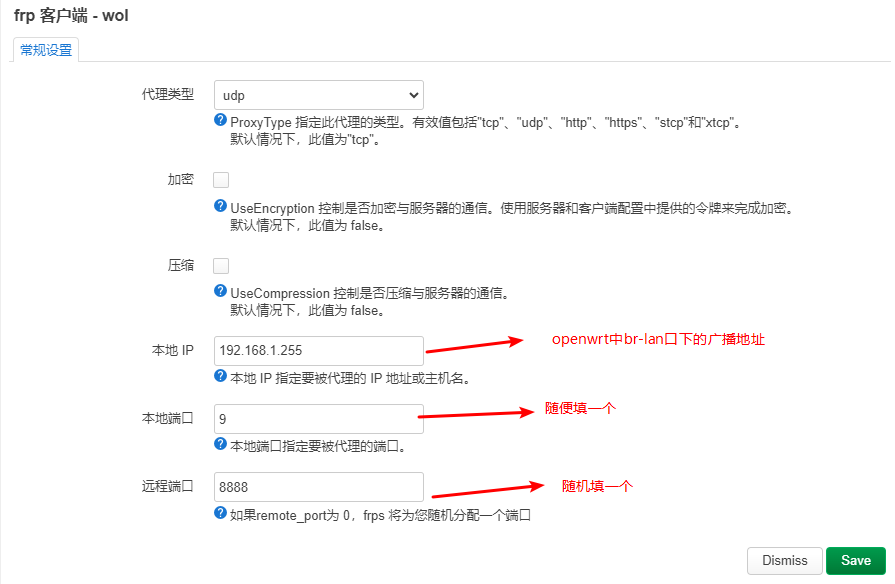 frp 客户端 - wol
常规设置
代理类型
udp
ProxyType 指定此代理的类型。有效值包括"tcp"、"udp"、"http"、"https"、"stcp"和"xtcp"。
默认情况下，此值为"tcp"。
加密
UseEncryption 控制是否加密与服务器的通信。使用服务器和客户端配置中提供的令牌来完成加密。
默认情况下，此值为 false。
压缩
UseCompression 控制是否压缩与服务器的通信。
默认情况下，此值为 false。
本地 IP
192.168.1.255
openwrt中br-lan口下的广播地址
本地 IP 指定要被代理的 IP 地址或主机名。
本地端口
9
随便填一个
本地端口指定要被代理的端口。
远程端口
8888
随机填一个
如果remote_port为 0，frps 将为您随机分配一个端口
Dismiss
Save